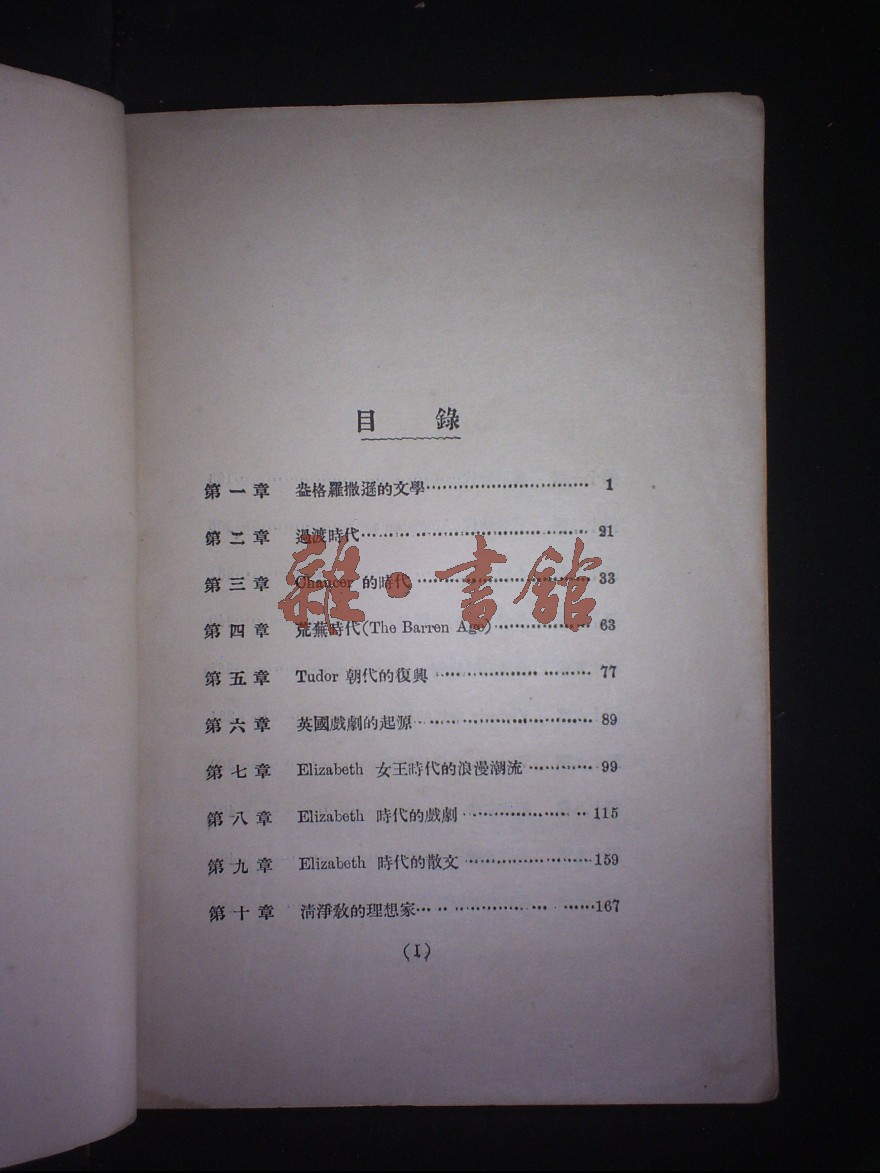 目錄
第一章 盎格羅撒遜的文學 1
第二章 過渡時代 21
第三章 Chaucer 的時代 33
第四章 荒蕪時代(The Barren Age) 63
第五章 Tudor 朝代的復興 77
第六章 英國戲劇的起源 89
第七章 Elizabeth 女王時代的浪漫潮流 99
第八章 Elizabeth 時代的戲劇 115
第九章 Elizabeth 時代的散文 159
第十章 清淨教的理想家 167
(I)
雜·書館